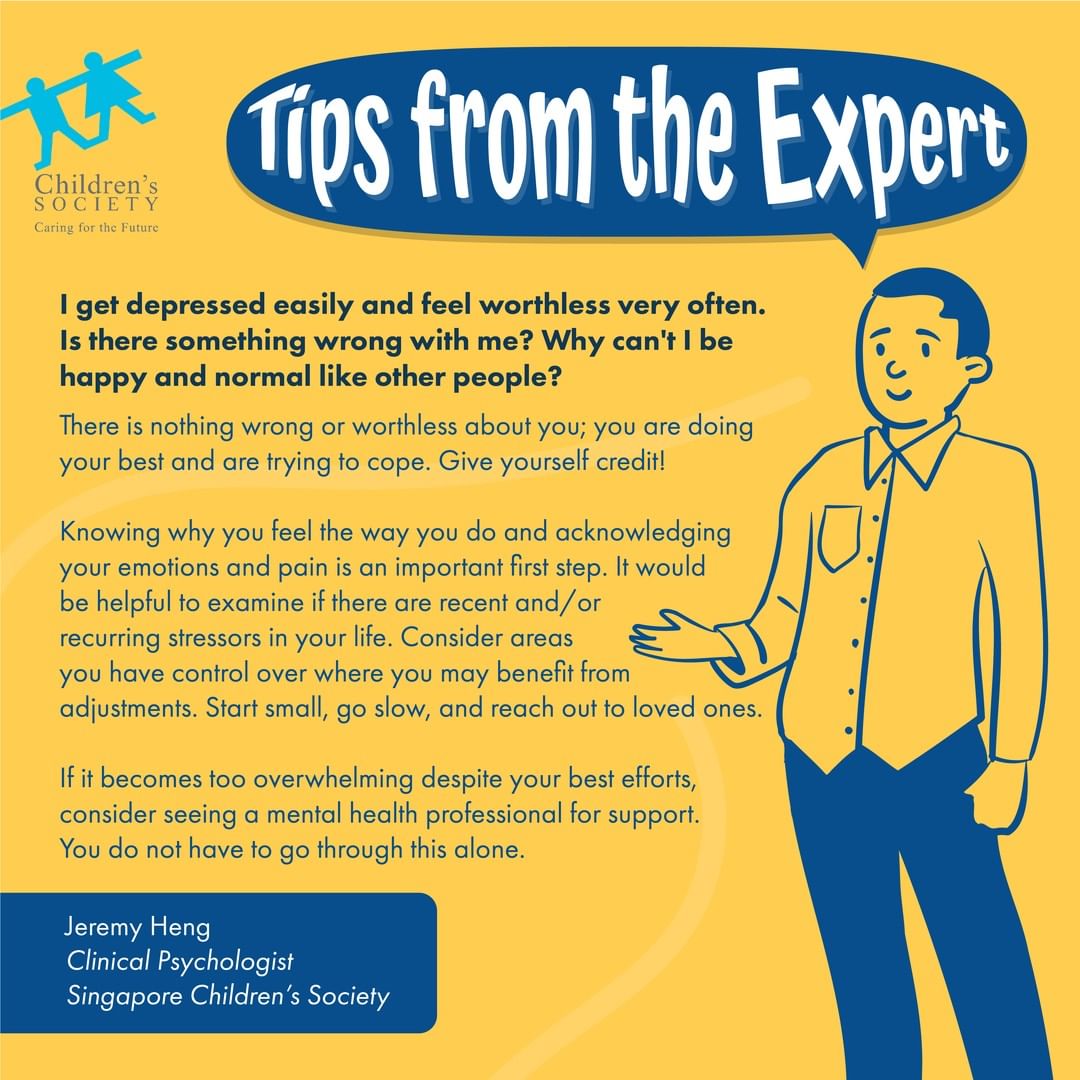 Children's
SOCIETY
Caring for the Future
Tips from the Expert
I get depressed easily and feel worthless very often.
Is there something wrong with me? Why can't I be
happy and normal like other people?
There is nothing wrong or worthless about you; you are doing
your best and are trying to cope. Give yourself credit!
Knowing why you feel the way you do and acknowledging
your emotions and pain is an important first step. It would
be helpful to examine if there are recent and/or
recurring stressors in your life. Consider areas
you have control over where you may benefit from
adjustments. Start small, go slow, and reach out to loved ones.
If it becomes too overwhelming despite your best efforts,
consider seeing a mental health professional for support.
You do not have to go through this alone.
Jeremy Heng
Clinical Psychologist
Singapore Children's Society